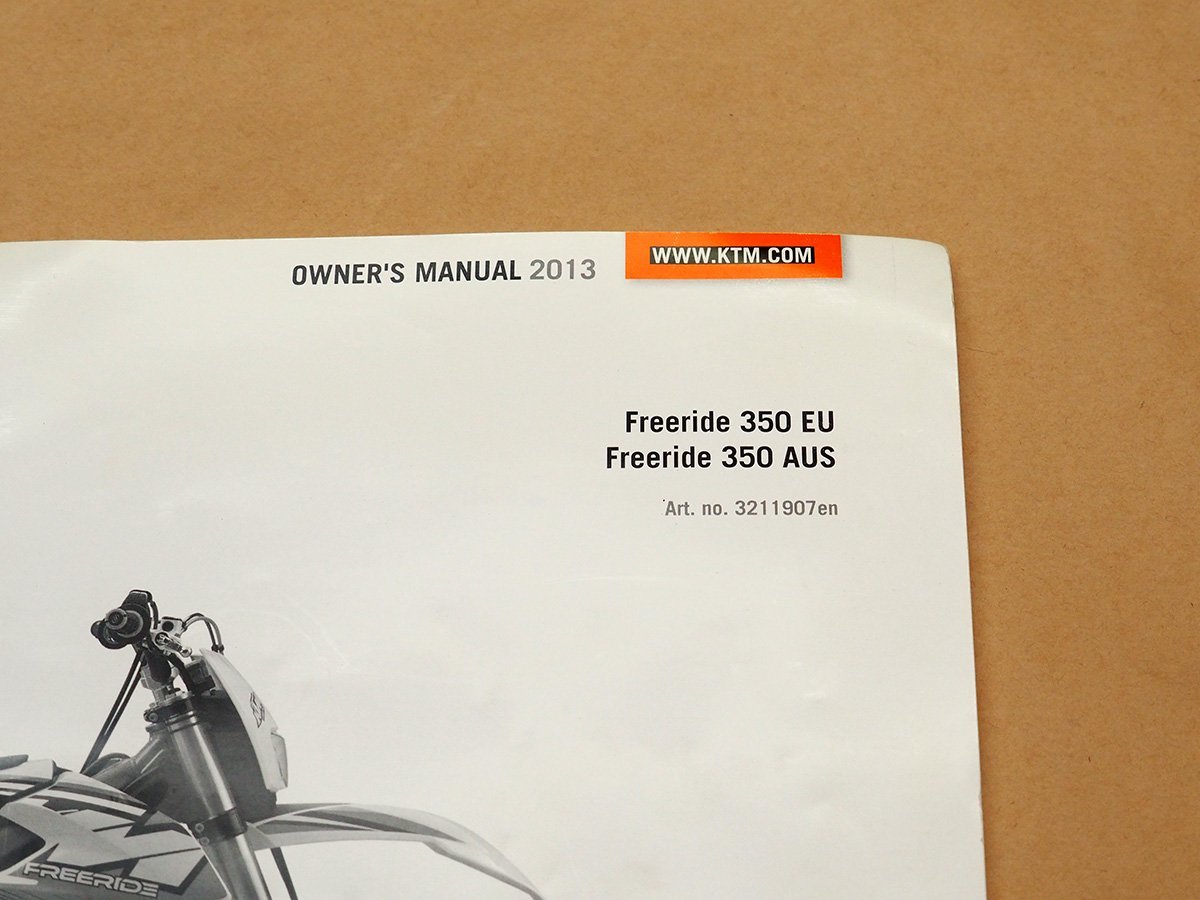 OWNER'S MANUAL 2013
WWW.KTM.COM
Freeride 350 EU
Freeride 350 AUS
Art. no. 3211907en
FREERIDE